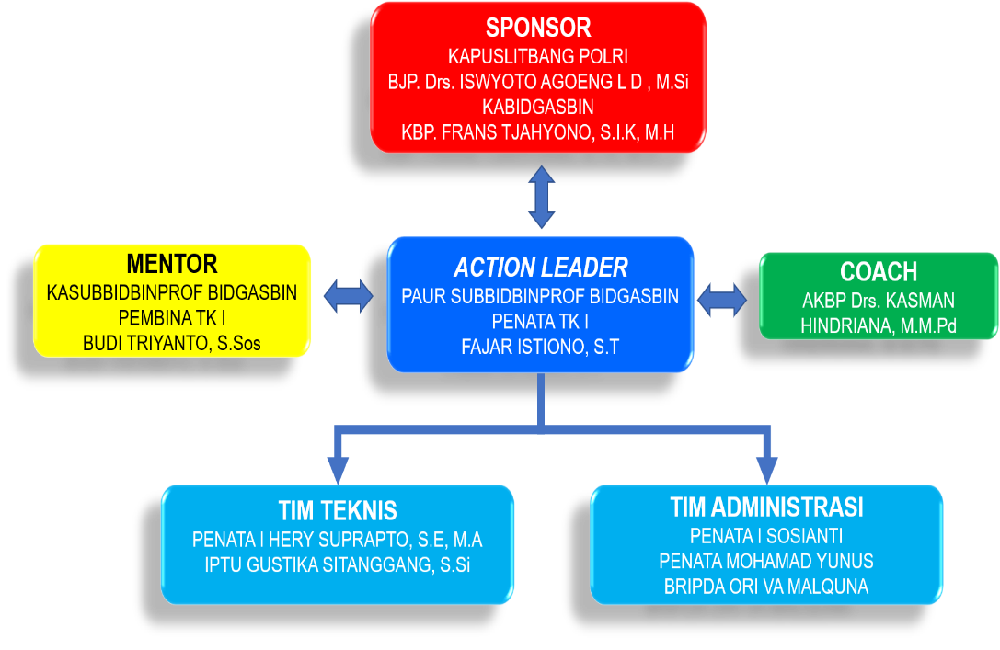 SPONSOR
KAPUSLITBANG POLRI
BJP. Drs. ISWYOTO AGOENG L D , M.Si
KABIDGASBIN
KBP. FRANS TJAHYONO, S.I.K, M.H
MENTOR
KASUBBIDBINPROF BIDGASBIN
PEMBINA TK I
BUDI TRIYANTO, S.Sos
ACTION LEADER
PAUR SUBBIDBINPROF BIDGASBIN
PENATA TK I
FAJAR ISTIONO, S.T
COACH
AKBP Drs. KASMAN
HINDRIANA, M.M.Pd
TIM TEKNIS
PENATA I HERY SUPRAPTO, S.E, M.A
IPTU GUSTIKA SITANGGANG, S.Si
TIM ADMINISTRASI
PENATA I SOSIANTI
PENATA MOHAMAD YUNUS
BRIPDA ORI VA MALQUNA